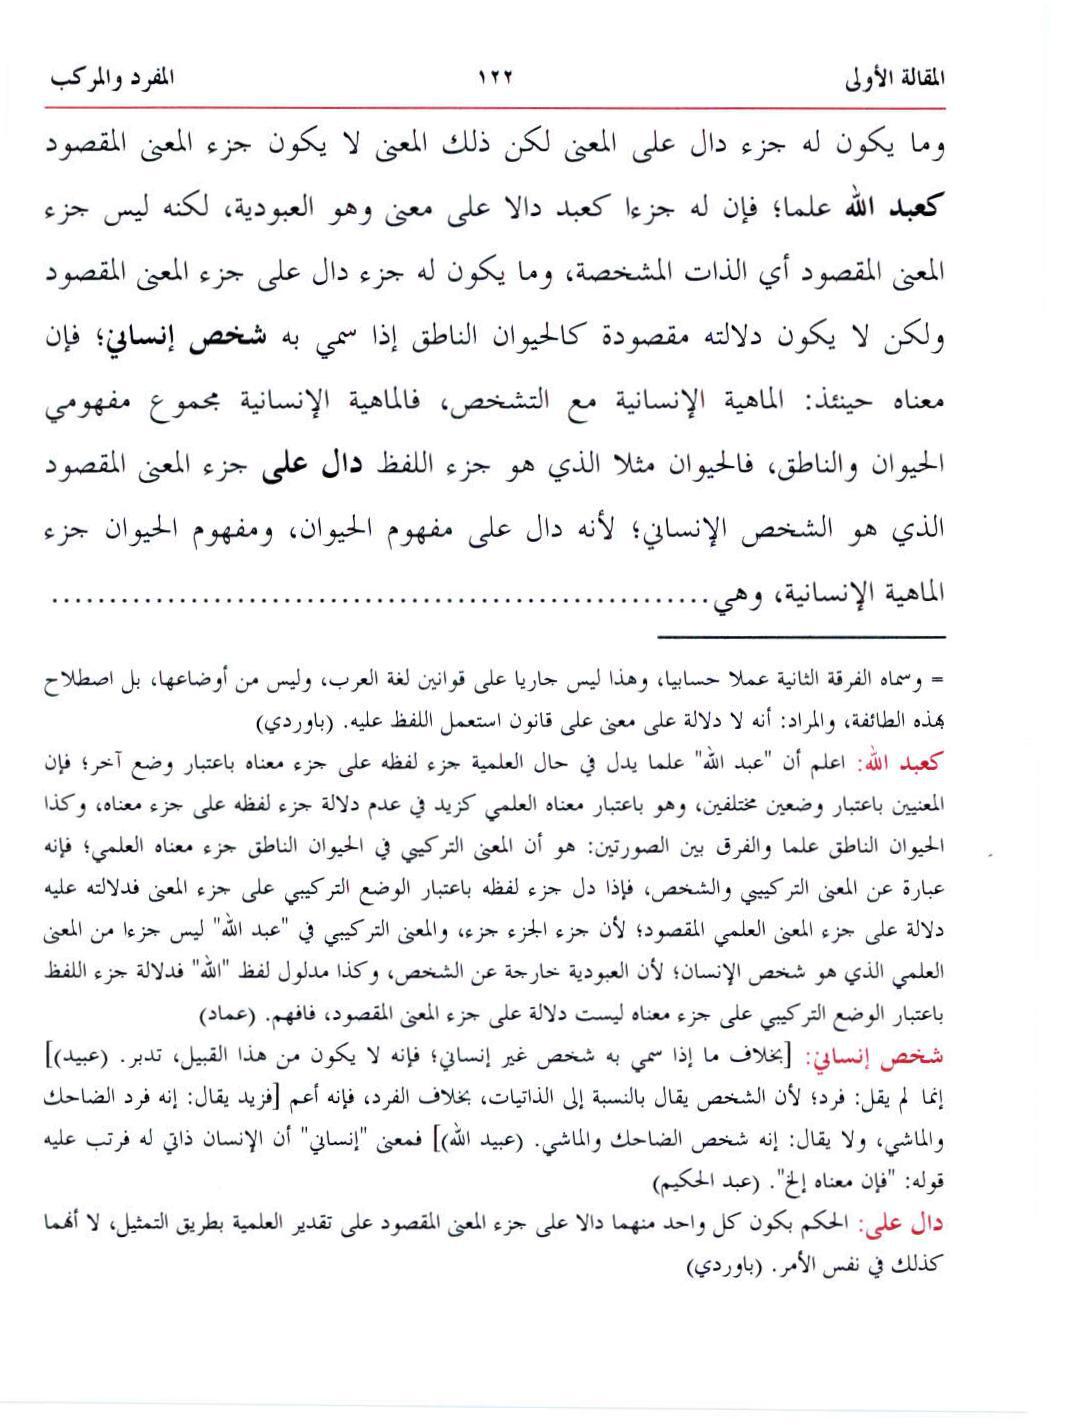 المقالة الأولى ١٢٢ المفرد والمركب
وما يكون له جزء دال على المعنى لكن ذلك المعنى لا يكون جزء المعنى المقصود
كعبد الله علما؛ فإن له جزءا كعبد دالا على معنى وهو العبودية، لكنه ليس جزء
المعنى المقصود أي الذات المشخصة، وما يكون له جزء دال على جزء المعنى المقصود
ولكن لا يكون دلالته مقصودة كالحيوان الناطق إذا سمي به شخص إنساني؛ فإن
معناه حينئذ: الماهية الإنسانية مع التشخص، فالماهية الإنسانية مجموع مفهومي
الحيوان والناطق، فالحيوان مثلا الذي هو جزء اللفظ دال على جزء المعنى المقصود
الذي هو الشخص الإنساني؛ لأنه دال على مفهوم الحيوان، ومفهوم الحيوان جزء
الماهية الإنسانية، وهي.........................................................
= وسماه الفرقة الثانية عملا حسابيا، وهذا ليس جاريا على قوانين لغة العرب، وليس من أوضاعها، بل اصطلاح
بهذه الطائفة، والمراد: أنه لا دلالة على معنى على قانون استعمل اللفظ عليه. (باوردي)
كعبد الله: اعلم أن "عبد الله" علما يدل في حال العلمية جزء لفظه على جزء معناه باعتبار وضع آخر؛ فإن
المعنيين باعتبار وضعين مختلفين، وهو باعتبار معناه العلمي كزيد في عدم دلالة جزء لفظه على جزء معناه، وكذا
الحيوان الناطق علما والفرق بين الصورتين: هو أن المعنى التركيبي في الحيوان الناطق جزء معناه العلمي؛ فإنه
عبارة عن المعنى التركيبي والشخص، فإذا دل جزء لفظه باعتبار الوضع التركيبي على جزء المعنى فدلالته عليه
دلالة على جزء المعنى العلمي المقصود؛ لأن جزء الجزء جزء، والمعنى التركيبي في "عبد الله" ليس جزءا من المعنى
العلمي الذي هو شخص الإنسان؛ لأن العبودية خارجة عن الشخص، وكذا مدلول لفظ "الله" فدلالة جزء اللفظ
باعتبار الوضع التركيبي على جزء معناه ليست دلالة على جزء المعنى المقصود، فافهم. (عماد)
شخص إنساني: [بخلاف ما إذا سمي به شخص غير إنساني؛ فإنه لا يكون من هذا القبيل، تدبر. (عبيد)]
إنما لم يقل: فرد؛ لأن الشخص يقال بالنسبة إلى الذاتيات، بخلاف الفرد، فإنه أعم [فزيد يقال: إنه فرد الضاحك
والماشي، ولا يقال: إنه شخص الضاحك والماشي. (عبيد الله)] فمعنى "إنساني" أن الإنسان ذاتي له فرتب عليه
قوله: "فإن معناه إلخ". (عبد الحكيم)
دال على: الحكم بكون كل واحد منهما دالا على جزء المعنى المقصود على تقدير العلمية بطريق التمثيل، لا أنهما
كذلك في نفس الأمر. (باوردي)